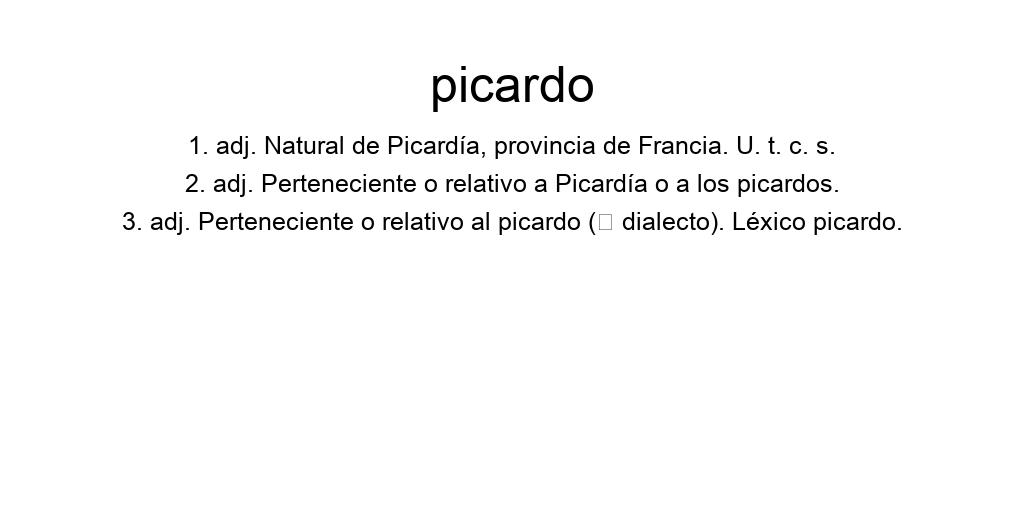 picardo
1. adj. Natural de Picardía, provincia de Francia. U. t. c. s.
2. adj. Perteneciente o relativo a Picardía o a los picardos.
3. adj. Perteneciente o relativo al picardo (□ dialecto). Léxico picardo.